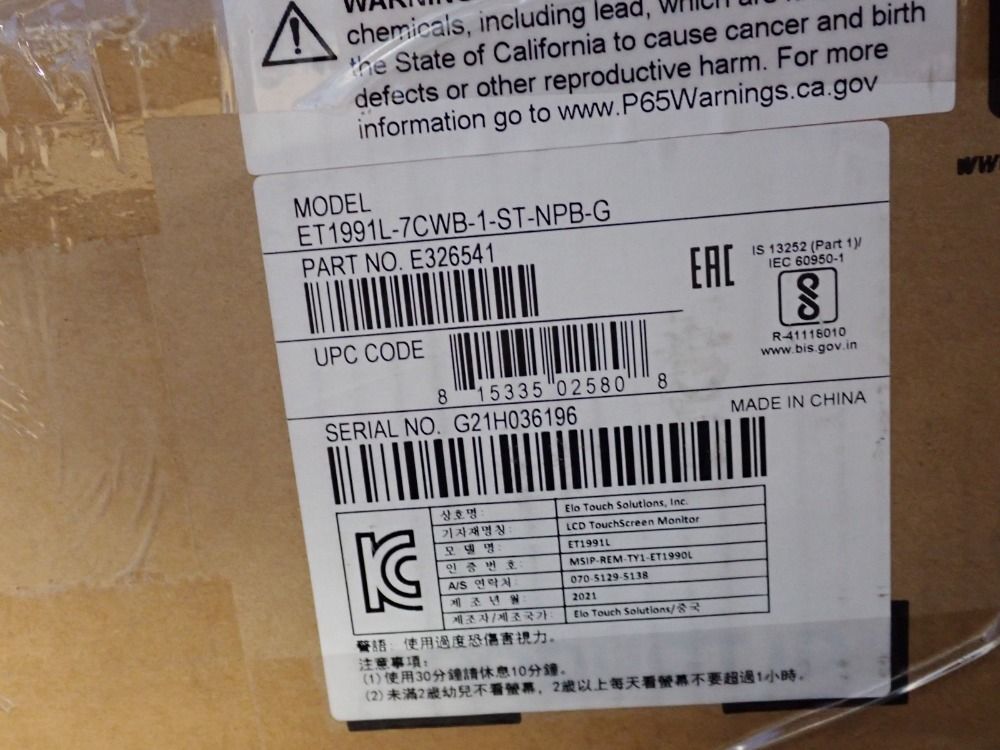 WARNING
chemicals, including lead, which are
the State of California to cause cancer and birth
defects or other reproductive harm. For more
information go to www.P65Warnings.ca.gov
MODEL
ET1991L-7CWB-1-ST-NPB-G
PART NO. E326541
EAC
IS 13252 (Part 1)/
IEC 60950-1
R-41118010
www.bis.gov.in
UPC CODE
8 15335 02580 8
SERIAL NO. G21H036196
MADE IN CHINA
상호명: Elo Touch Solutions, Inc.
기자재명칭: LCD TouchScreen Monitor
모 델 명: ET1991L
인 증 번 호: MSIP-REM-TY1-ET1990L
A/S 연락처: 070-5129-5138
제 조 년 월: 2021
제조자/제조국가: Elo Touch Solutions/중국
警語: 使用過度恐傷害視力。
注意事項:
(1) 使用30分鐘請休息10分鐘。
(2) 未滿2歲幼兒不看螢幕, 2歲以上每天看螢幕不要超過1小時。